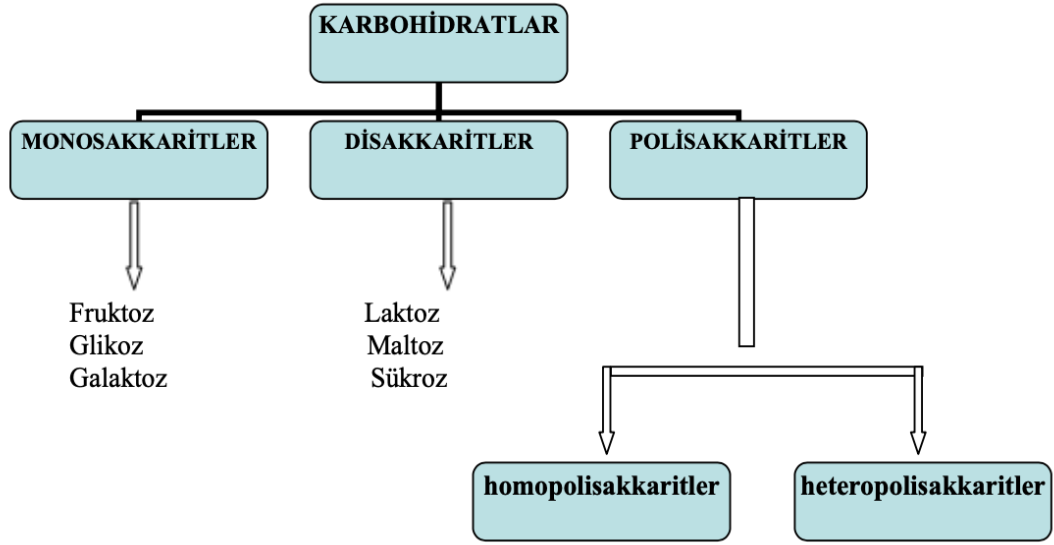 KARBOHİDRATLAR
MONOSAKKARİTLER
DİSAKKARİTLER
POLİSAKKARİTLER
Fruktoz
Glikoz
Galaktoz
Laktoz
Maltoz
Sükroz
homopolisakkaritler
heteropolisakkaritler